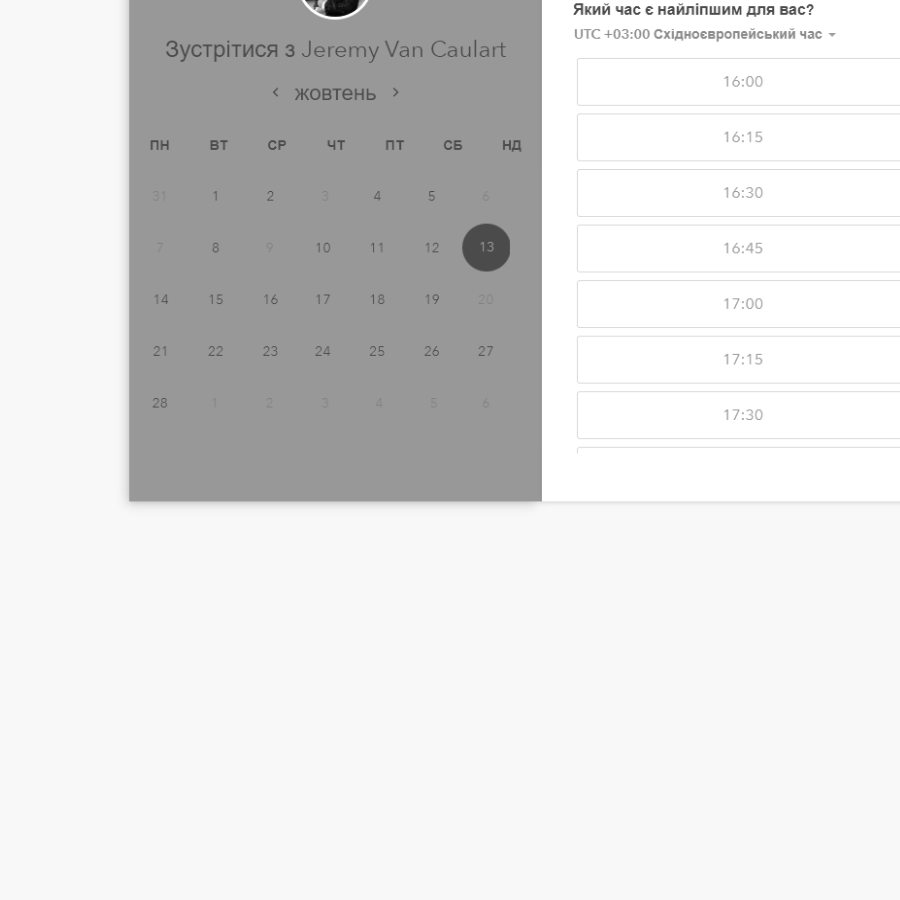 Зустрітися з Jeremy Van Caulart
жовтень
ПН ВТ СР ЧТ ПТ СБ НД
31 1 2 3 4 5 6
7 8 9 10 11 12 13
14 15 16 17 18 19 20
21 22 23 24 25 26 27
28 1 2 3 4 5 6
Який час є найліпшим для вас?
UTC +03:00 Східноєвропейський час
16:00
16:15
16:30
16:45
17:00
17:15
17:30